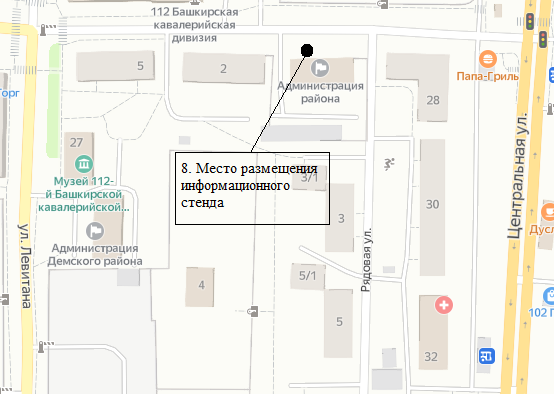 112 Башкирская
кавалерийская
дивизия
5
2
Администрация
района
28
Папа-Гриль
Торг
27
Музей 112-
й Башкирской
кавалерийской...
Администрация
Демского района
ул. Левитана
8. Место размещения
информационного
стенда
3/1
3
30
Центральная ул.
Рядовая ул.
Дусл
5/1
4
5
32
102 Г